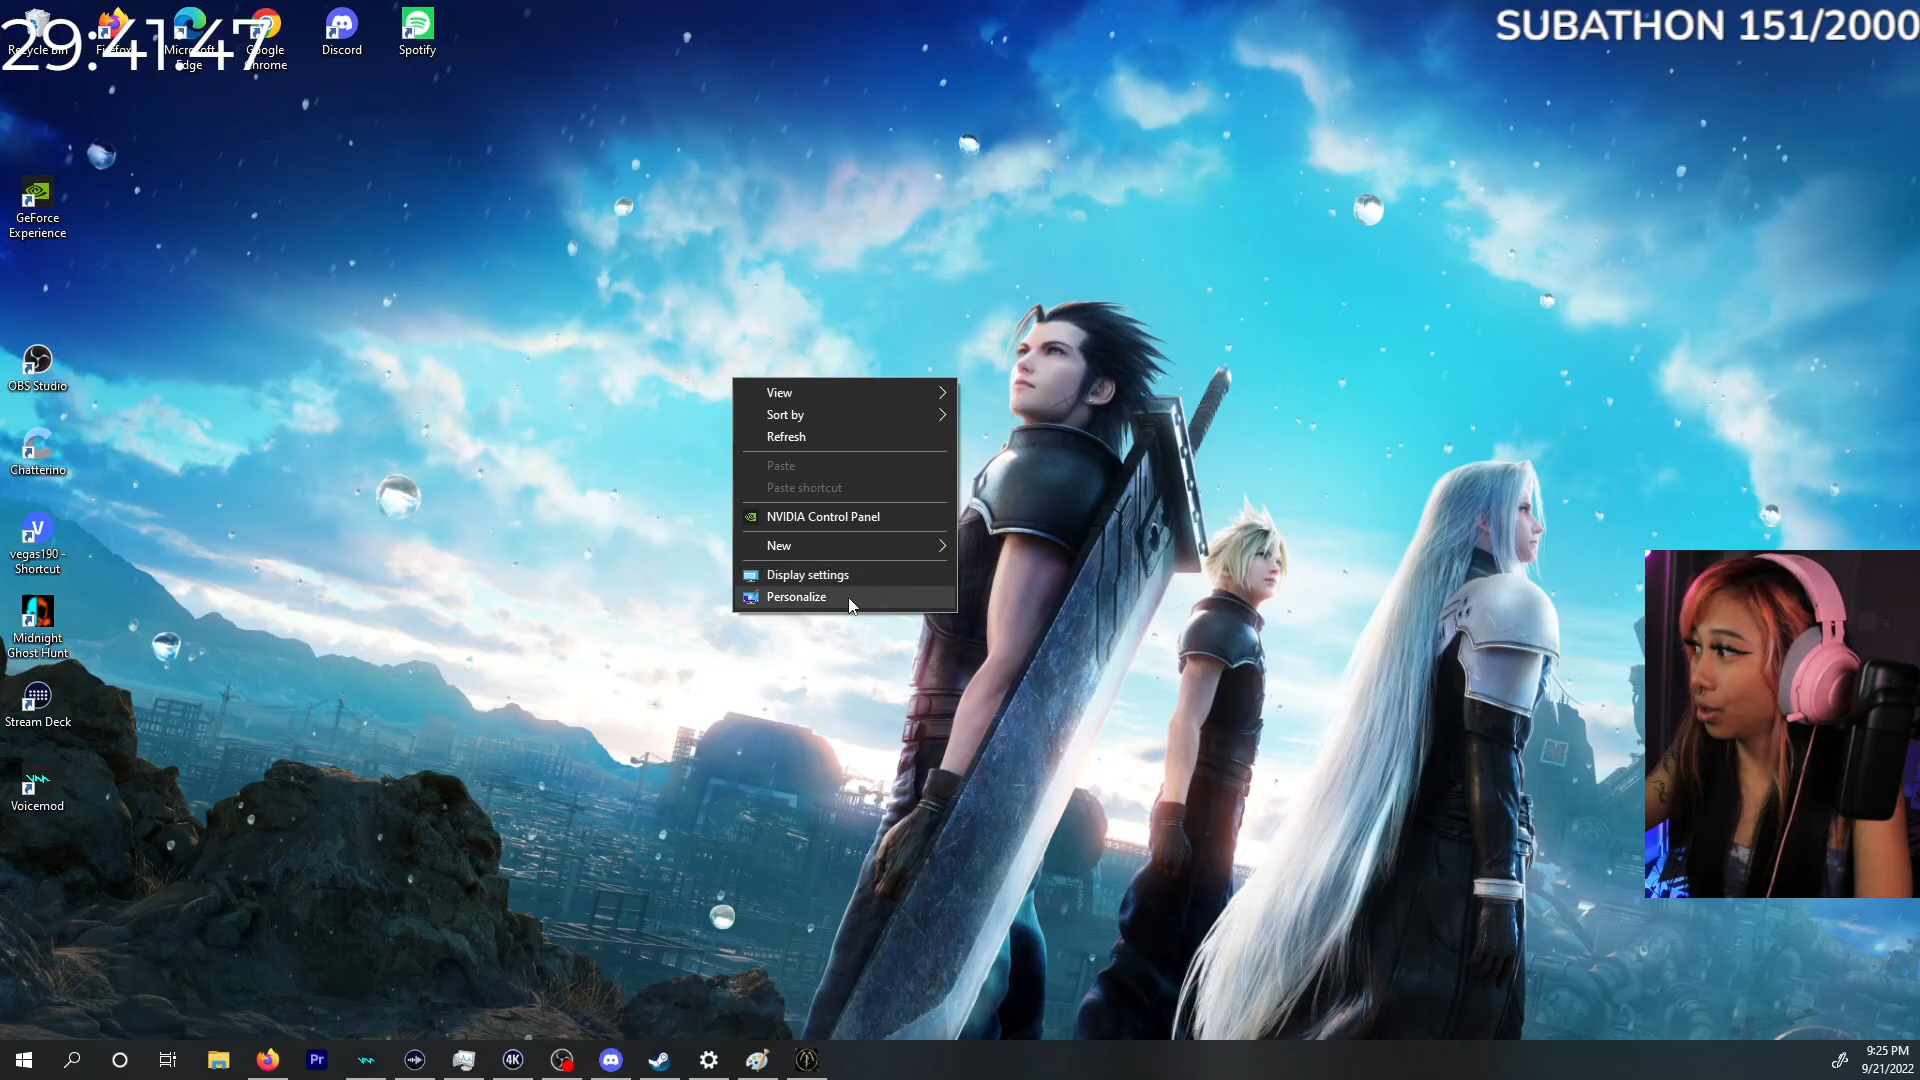 29:41:47
SUBATHON 151/2000
Recycle Bin
Firefox
Microsoft
Edge
Google
Chrome
Discord
Spotify
GeForce
Experience
OBS Studio
Chatterino
vegas190 -
Shortcut
Midnight
Ghost Hunt
Stream Deck
Voicemod
View
Sort by
Refresh
Paste
Paste shortcut
NVIDIA Control Panel
New
Display settings
Personalize
Pr
4K
9:25 PM
9/21/2022